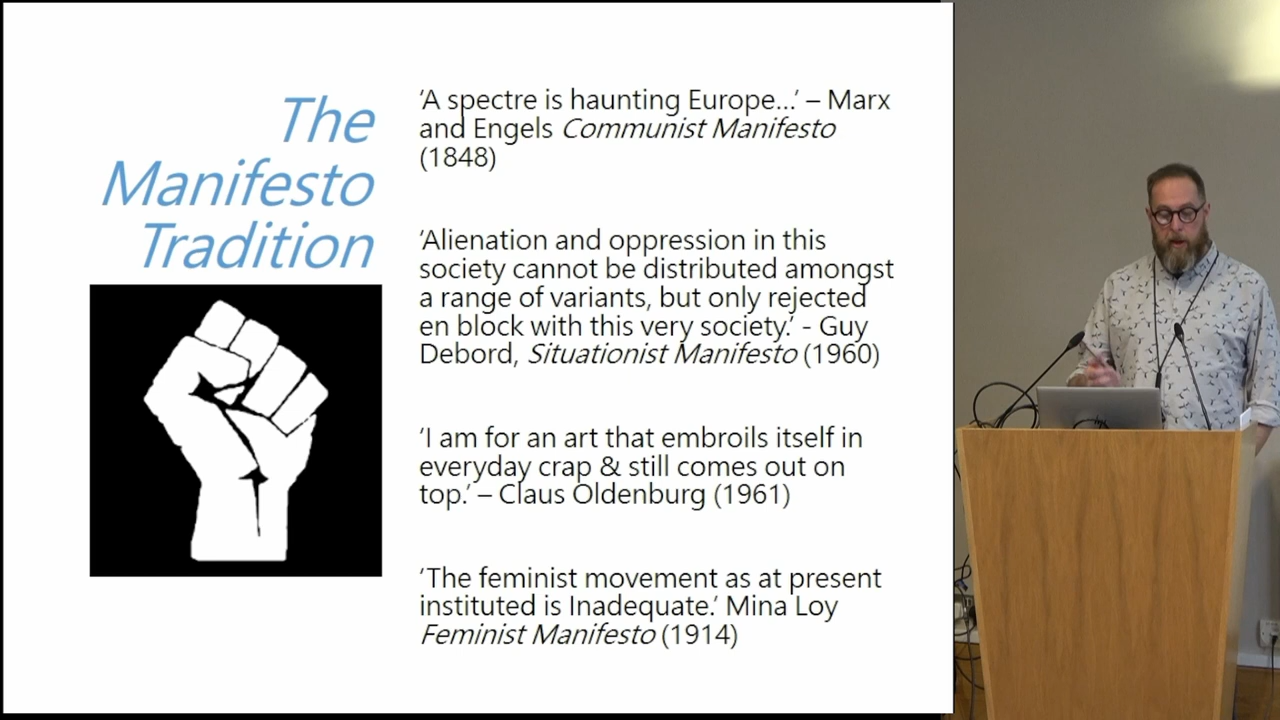 The
Manifesto
Tradition
‘A spectre is haunting Europe...’ – Marx
and Engels Communist Manifesto
(1848)
‘Alienation and oppression in this
society cannot be distributed amongst
a range of variants, but only rejected
en block with this very society.’ - Guy
Debord, Situationist Manifesto (1960)
‘I am for an art that embroils itself in
everyday crap & still comes out on
top.’ – Claus Oldenburg (1961)
‘The feminist movement as at present
instituted is Inadequate.’ Mina Loy
Feminist Manifesto (1914)